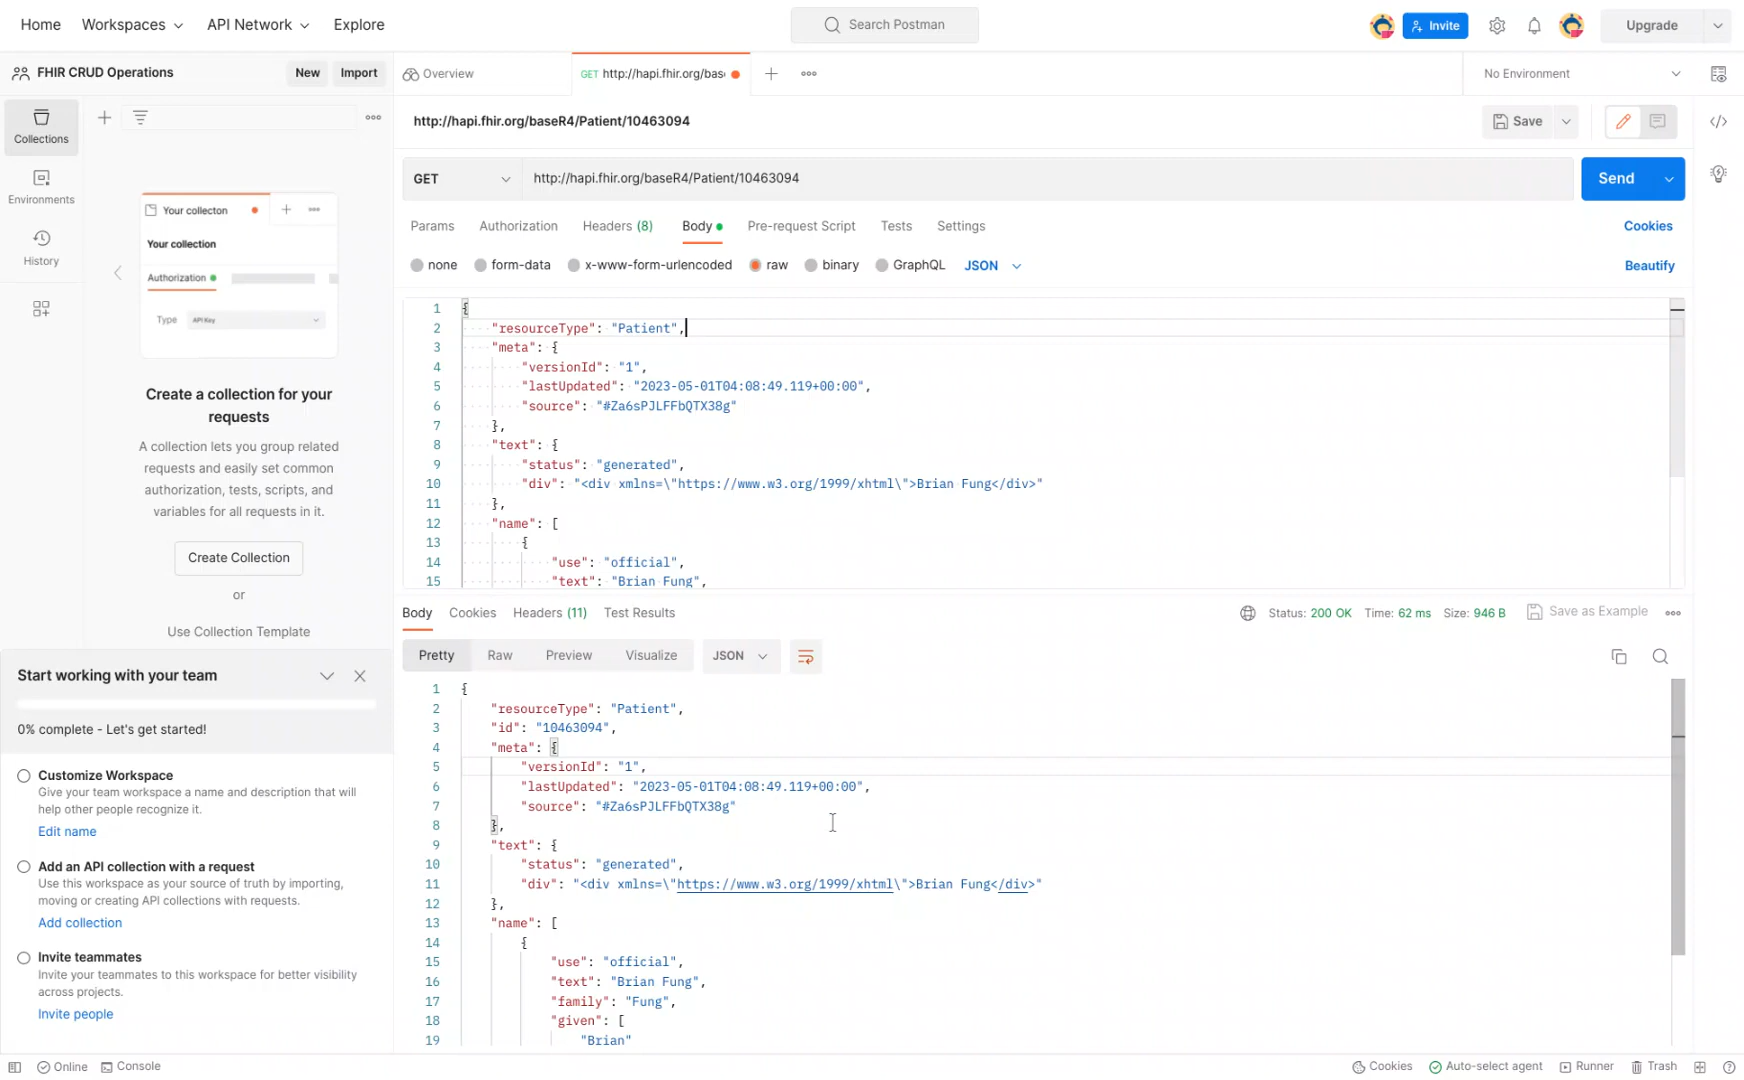 Home Workspaces API Network Explore Search Postman Invite Upgrade
FHIR CRUD Operations New Import Overview GET http://hapi.fhir.org/bas No Environment
Collections
Environments
History
Your collecton
Your collection
Authorization
Type API Key
Create a collection for your
requests
A collection lets you group related
requests and easily set common
authorization, tests, scripts, and
variables for all requests in it.
Create Collection
or
Use Collection Template
Start working with your team
0% complete - Let's get started!
Customize Workspace
Give your team workspace a name and description that will
help other people recognize it.
Edit name
Add an API collection with a request
Use this workspace as your source of truth by importing,
moving or creating API collections with requests.
Add collection
Invite teammates
Invite your teammates to this workspace for better visibility
across projects.
Invite people
http://hapi.fhir.org/baseR4/Patient/10463094 Save
GET http://hapi.fhir.org/baseR4/Patient/10463094 Send
Params Authorization Headers (8) Body Pre-request Script Tests Settings Cookies
none form-data x-www-form-urlencoded raw binary GraphQL JSON Beautify
1 {
2 "resourceType": "Patient",
3 "meta": {
4 "versionId": "1",
5 "lastUpdated": "2023-05-01T04:08:49.119+00:00",
6 "source": "#Za6sPJLFFbQTX38g"
7 },
8 "text": {
9 "status": "generated",
10 "div": "<div xmlns=\"https://www.w3.org/1999/xhtml\">Brian Fung</div>"
11 },
12 "name": [
13 {
14 "use": "official",
15 "text": "Brian Fung",
Body Cookies Headers (11) Test Results Status: 200 OK Time: 62 ms Size: 946 B Save as Example
Pretty Raw Preview Visualize JSON
1 {
2 "resourceType": "Patient",
3 "id": "10463094",
4 "meta": {
5 "versionId": "1",
6 "lastUpdated": "2023-05-01T04:08:49.119+00:00",
7 "source": "#Za6sPJLFFbQTX38g"
8 },
9 "text": {
10 "status": "generated",
11 "div": "<div xmlns=\"https://www.w3.org/1999/xhtml\">Brian Fung</div>"
12 },
13 "name": [
14 {
15 "use": "official",
16 "text": "Brian Fung",
17 "family": "Fung",
18 "given": [
19 "Brian"
Online Console Cookies Auto-select agent Runner Trash